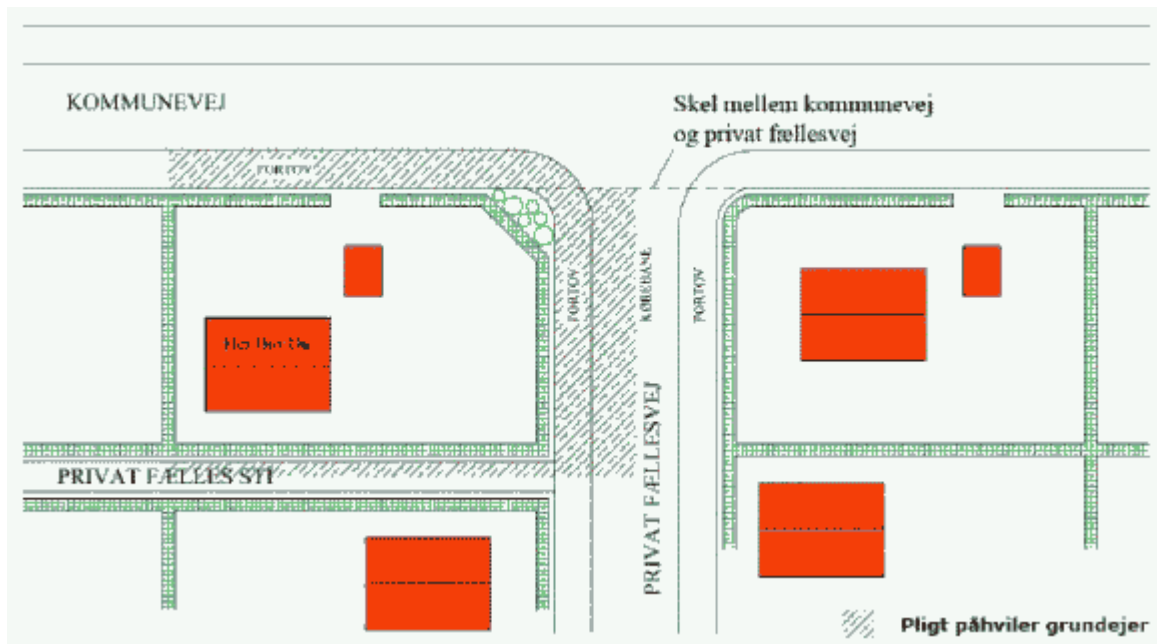 KOMMUNEVEJ
Skel mellem kommunevej
og privat fællesvej
FORTOV
FORTOV
KØREBANE
FORTOV
PRIVAT FÆLLES STI
PRIVAT FÆLLESVEJ
Pligt påhviler grundejer